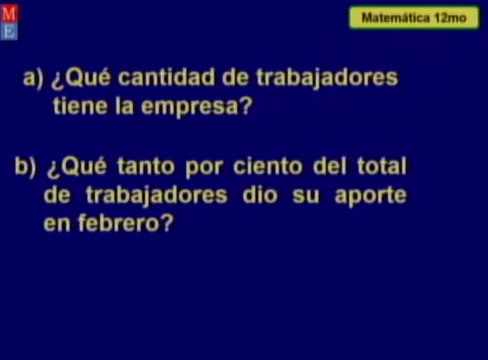 M
E
Matemática 12mo
a) ¿Qué cantidad de trabajadores
tiene la empresa?
b) ¿Qué tanto por ciento del total
de trabajadores dio su aporte
en febrero?